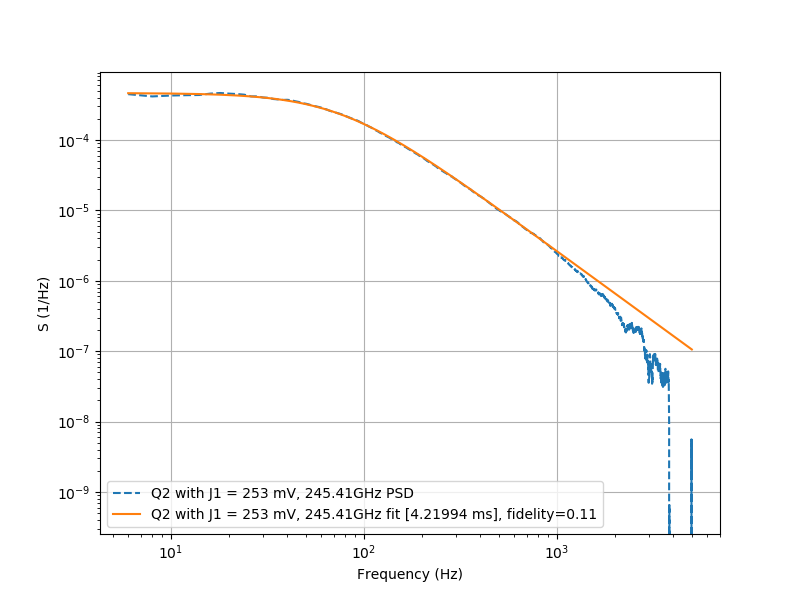 10⁻⁴
10⁻⁵
10⁻⁶
10⁻⁷
10⁻⁸
10⁻⁹
S (1/Hz)
Q2 with J1 = 253 mV, 245.41GHz PSD
Q2 with J1 = 253 mV, 245.41GHz fit [4.21994 ms], fidelity=0.11
10¹ 10² 10³
Frequency (Hz)